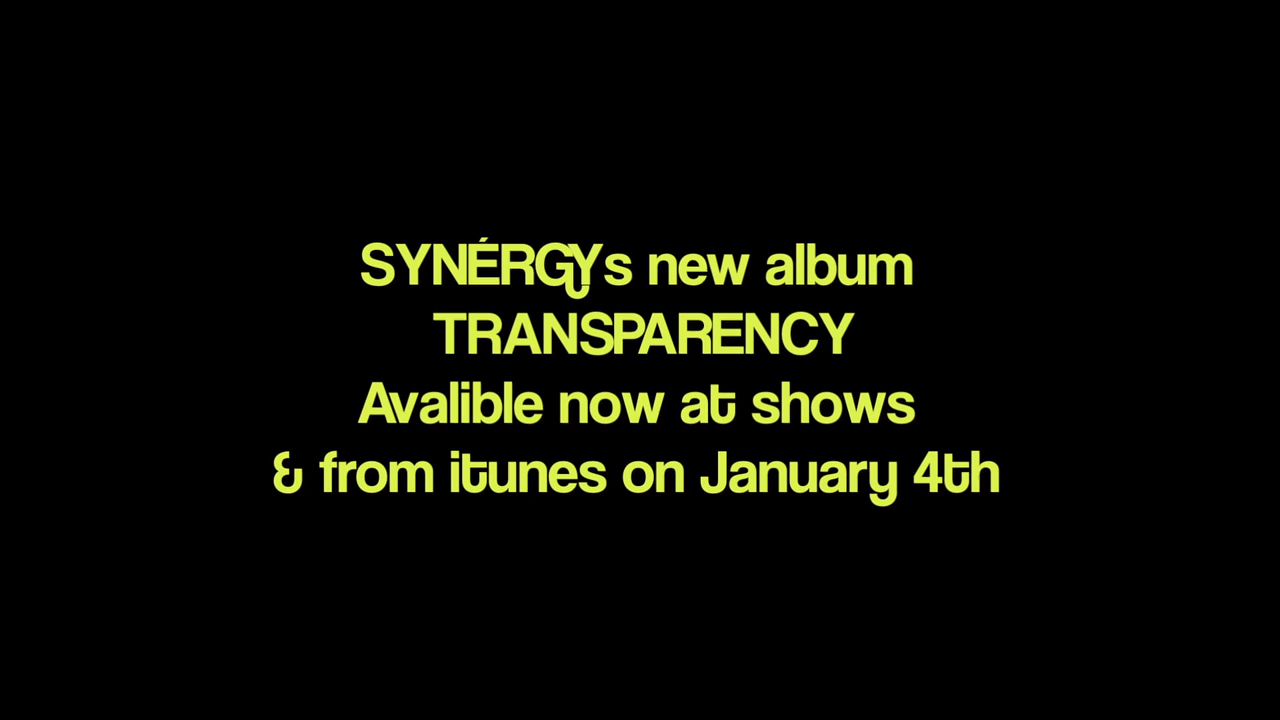 SYNÉRGYs new album
TRANSPARENCY
Avalible now at shows
& from itunes on January 4th